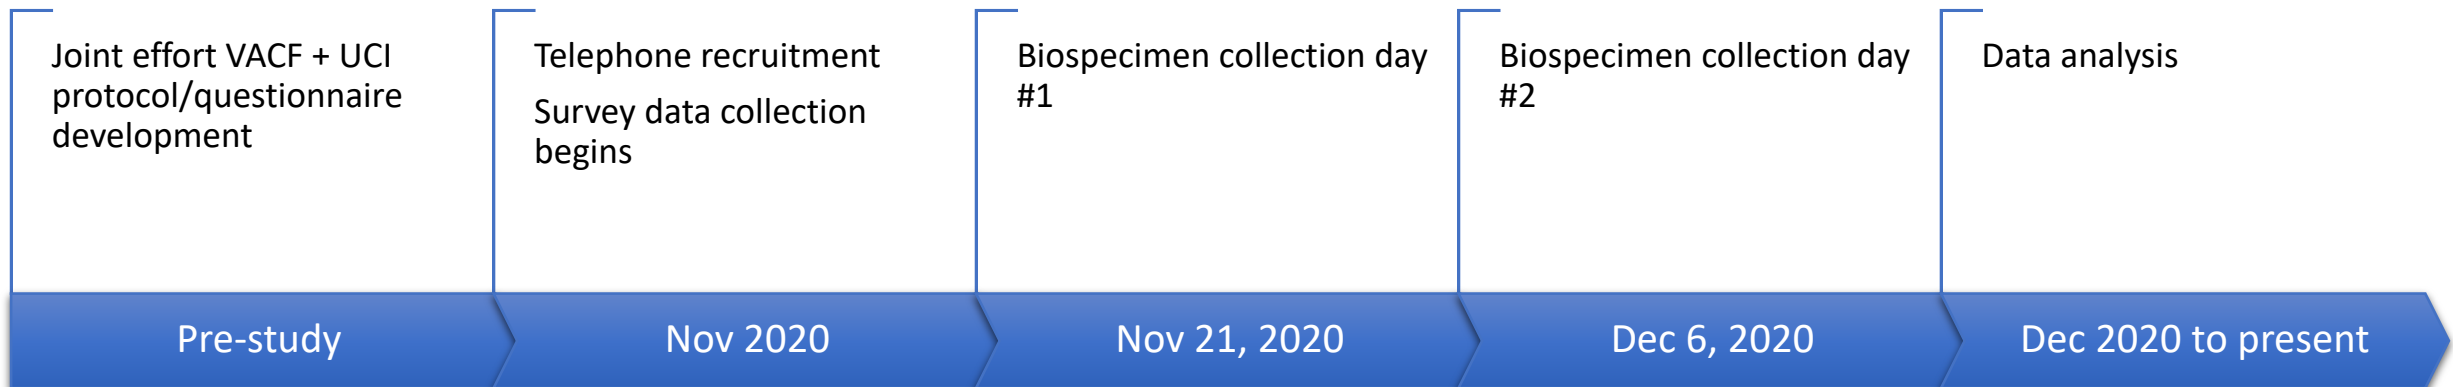 Joint effort VACF + UCI
protocol/questionnaire
development
Telephone recruitment
Survey data collection
begins
Biospecimen collection day
#1
Biospecimen collection day
#2
Data analysis
Pre-study
Nov 2020
Nov 21, 2020
Dec 6, 2020
Dec 2020 to present